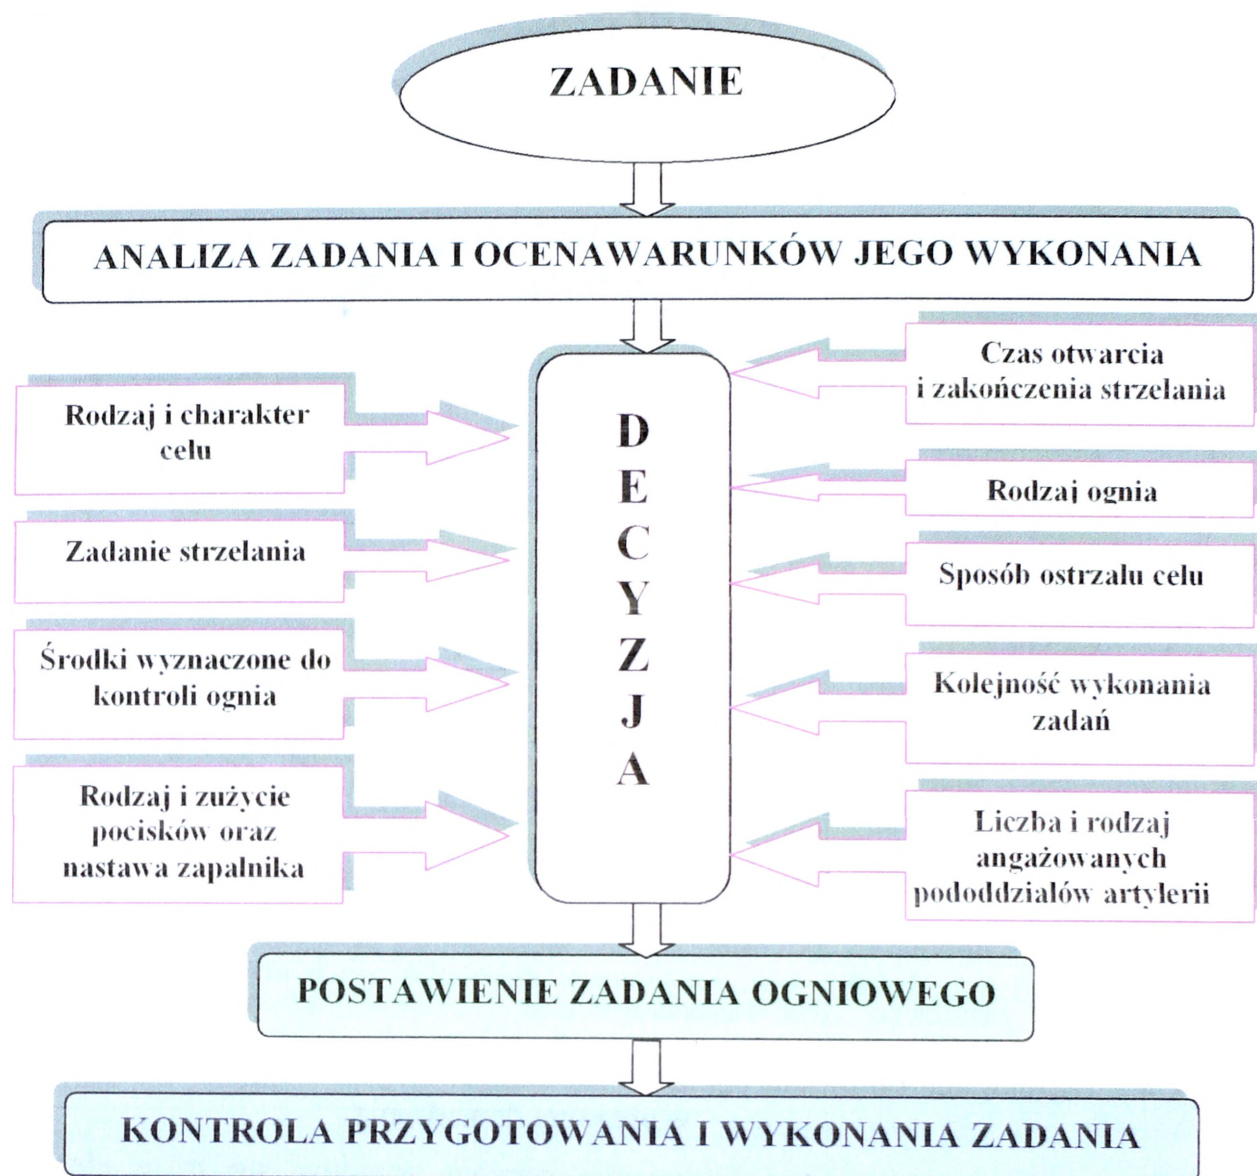 ZADANIE
ANALIZA ZADANIA I OCENAWARUNKÓW JEGO WYKONANIA
Rodzaj i charakter
celu
Zadanie strzelania
Środki wyznaczone do
kontroli ognia
Rodzaj i zużycie
pocisków oraz
nastawa zapalnika
D
E
C
Y
Z
J
A
Czas otwarcia
i zakończenia strzelania
Rodzaj ognia
Sposób ostrzału celu
Kolejność wykonania
zadań
Liczba i rodzaj
angażowanych
pododdziałów artylerii
POSTAWIENIE ZADANIA OGNIOWEGO
KONTROLA PRZYGOTOWANIA I WYKONANIA ZADANIA